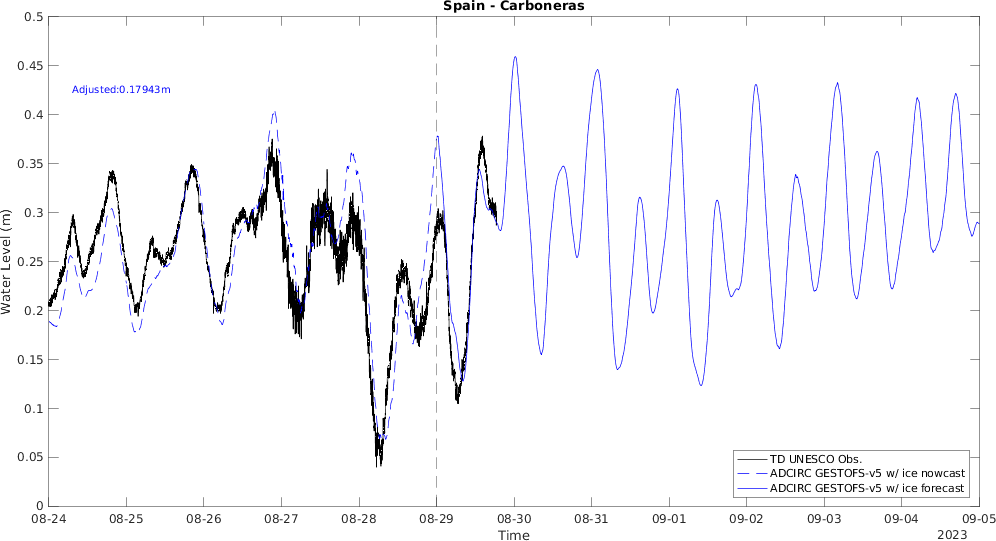 Spain - Carboneras
0.5
0.45
0.4
0.35
0.3
0.25
0.2
0.15
0.1
0.05
0
Water Level (m)
Adjusted:0.17943m
TD UNESCO Obs.
ADCIRC GESTOFS-v5 w/ ice nowcast
ADCIRC GESTOFS-v5 w/ ice forecast
08-24 08-25 08-26 08-27 08-28 08-29 08-30 08-31 09-01 09-02 09-03 09-04 09-05
Time
2023